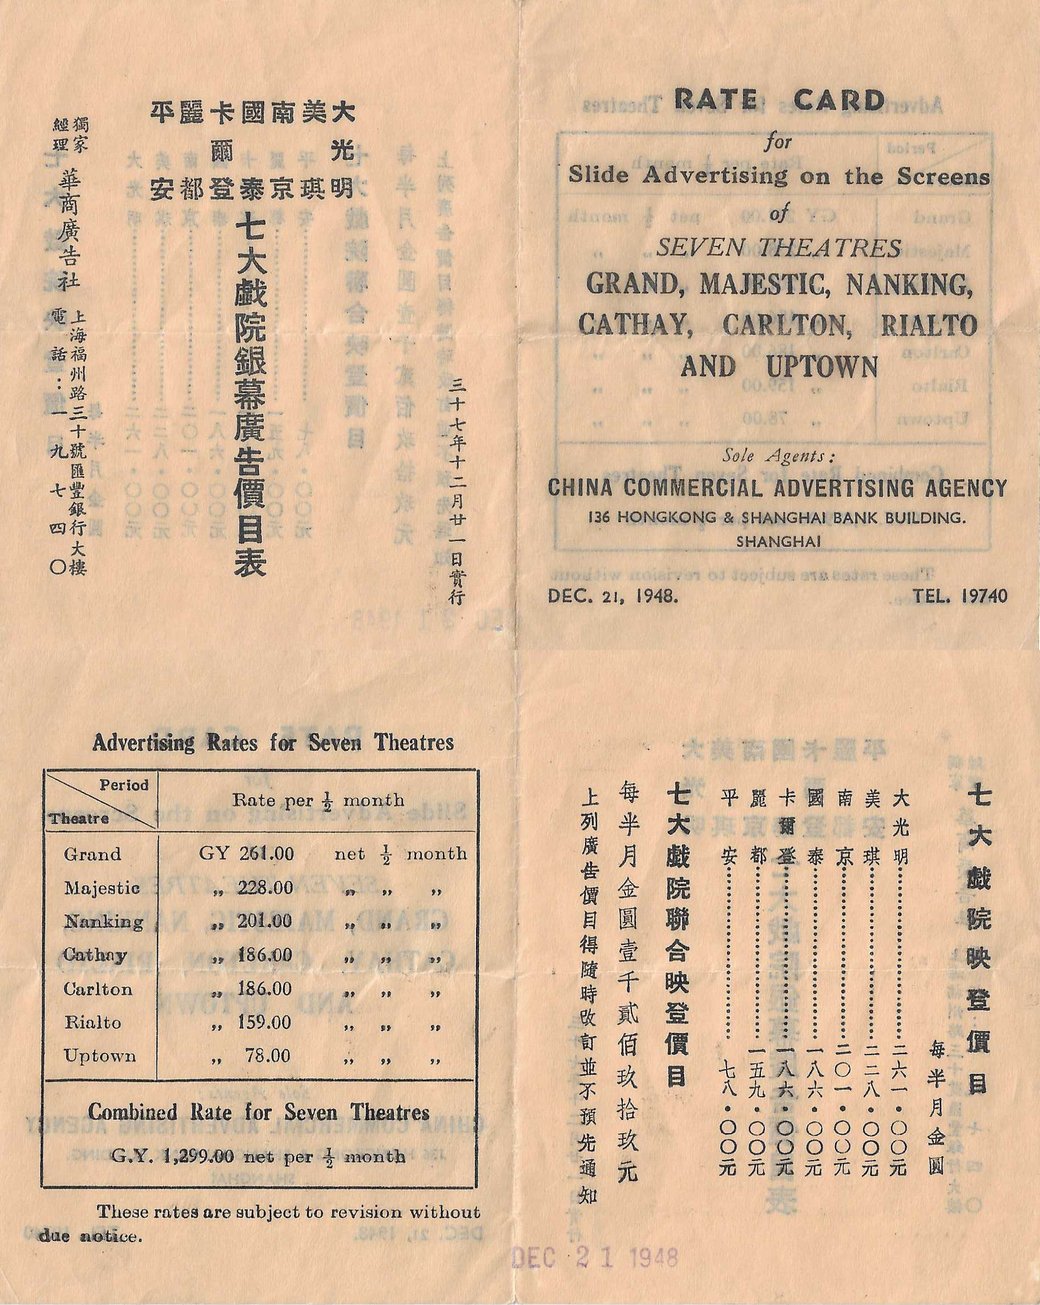 大光明
美琪
南京
國泰
卡爾登
麗都
平安
七大戲院銀幕廣告價目表
三十七年十二月廿一日實行
獨家經理 華商廣告社
上海福州路三十號匯豐銀行大樓
電話：一九七四〇
RATE CARD
for
Slide Advertising on the Screens
of
SEVEN THEATRES
GRAND, MAJESTIC, NANKING,
CATHAY, CARLTON, RIALTO
AND UPTOWN
Sole Agents:
CHINA COMMERCIAL ADVERTISING AGENCY
136 HONGKONG & SHANGHAI BANK BUILDING.
SHANGHAI
DEC. 21, 1948. TEL. 19740
Advertising Rates for Seven Theatres
Period
Theatre
Rate per ½ month
Grand GY 261.00 net ½ month
Majestic „ 228.00 „ „ „
Nanking „ 201.00 „ „ „
Cathay „ 186.00 „ „ „
Carlton „ 186.00 „ „ „
Rialto „ 159.00 „ „ „
Uptown „ 78.00 „ „ „
Combined Rate for Seven Theatres
G.Y. 1,299.00 net per ½ month
These rates are subject to revision without
due notice.
七大戲院映登價目
每半月金圓
大光明……二六一·〇〇元
美琪……二二八·〇〇元
南京……二〇一·〇〇元
國泰……一八六·〇〇元
卡爾登……一八六·〇〇元
麗都……一五九·〇〇元
平安……七八·〇〇元
七大戲院聯合映登價目
每半月金圓壹千貳佰玖拾玖元
上列廣告價目得隨時改訂並不預先通知
DEC 21 1948